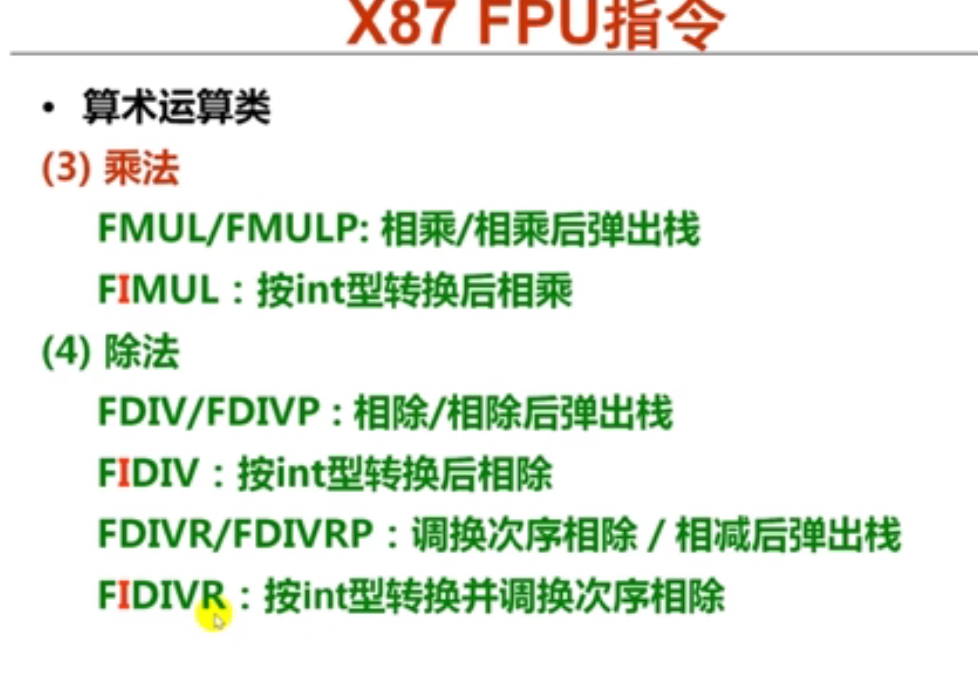 X87 FPU指令
• 算术运算类
(3) 乘法
FMUL/FMULP: 相乘/相乘后弹出栈
FIMUL：按int型转换后相乘
(4) 除法
FDIV/FDIVP：相除/相除后弹出栈
FIDIV：按int型转换后相除
FDIVR/FDIVRP：调换次序相除 / 相减后弹出栈
FIDIVR：按int型转换并调换次序相除